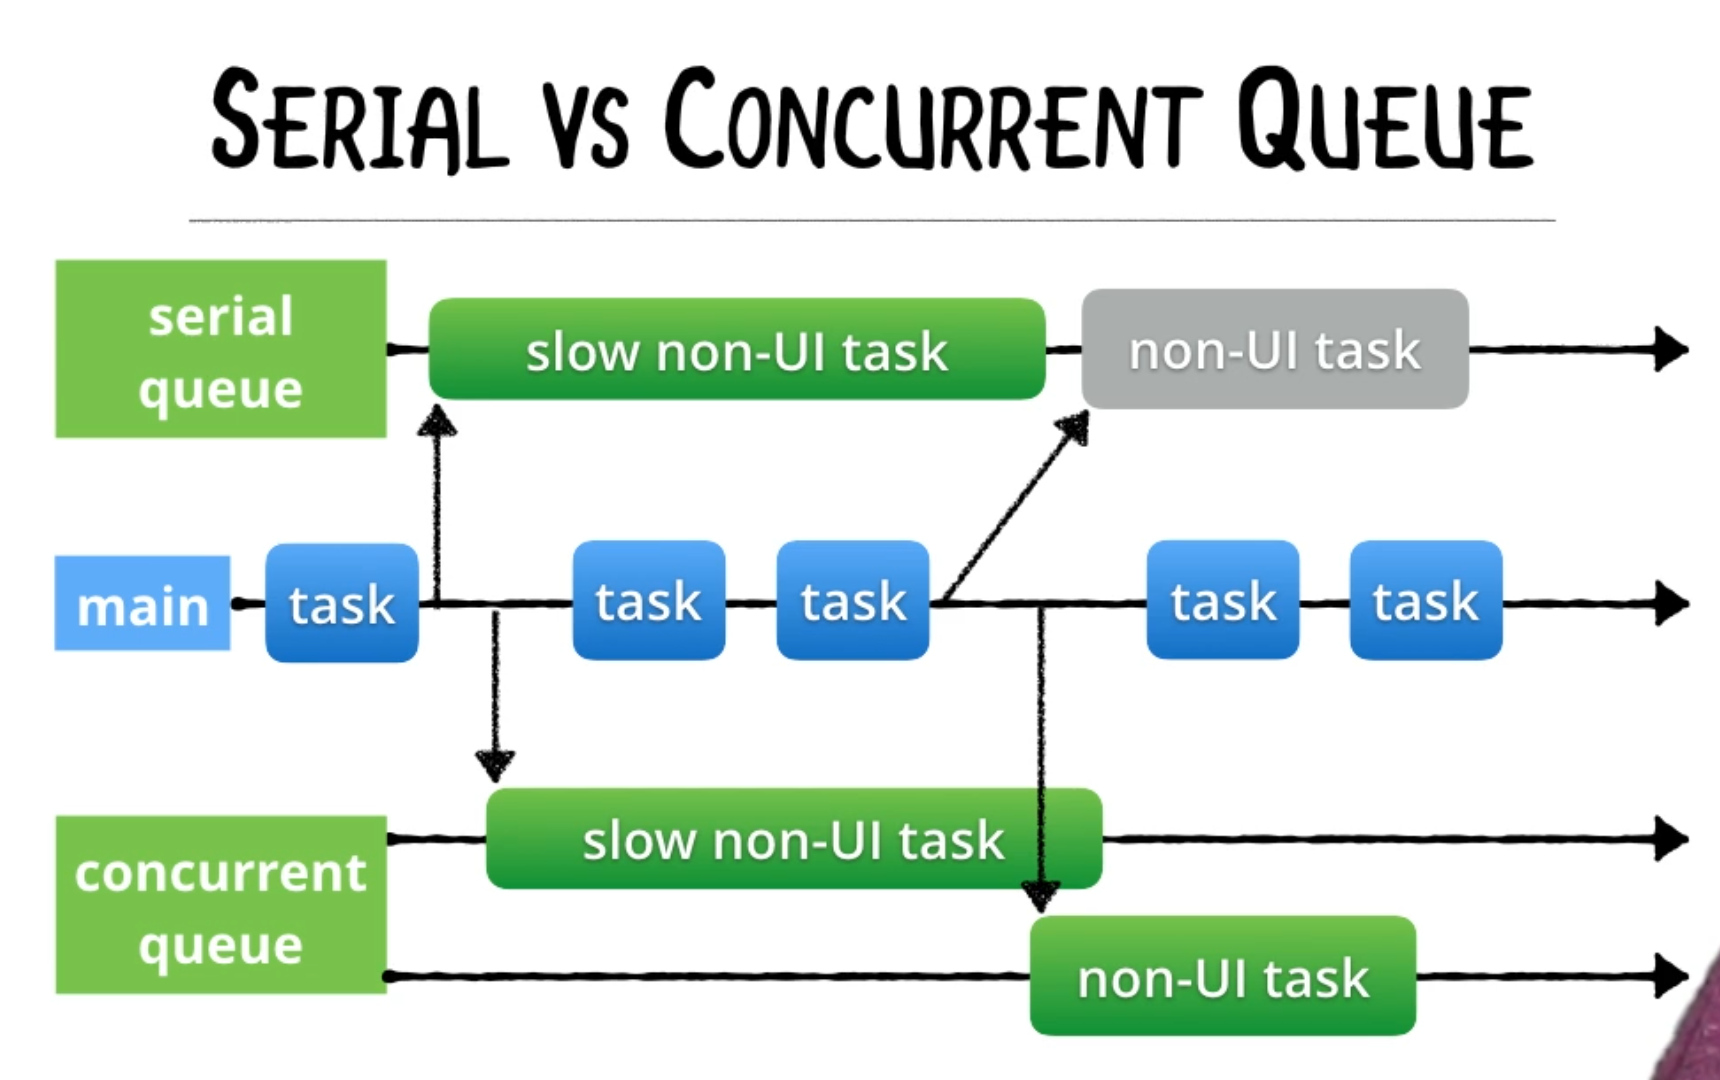 SERIAL VS CONCURRENT QUEUE
serial
queue
slow non-UI task
non-UI task
main
task
task
task
task
task
concurrent
queue
slow non-UI task
non-UI task